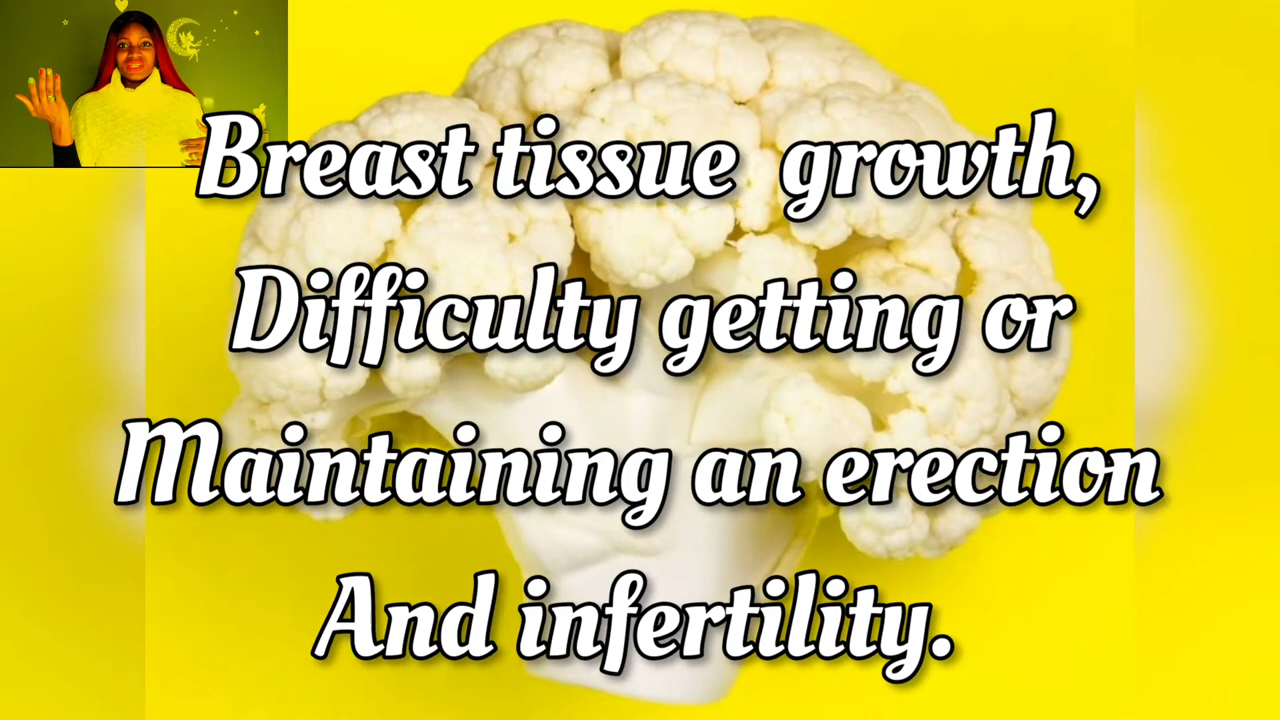 Breast tissue growth,
Difficulty getting or
Maintaining an erection
And infertility.